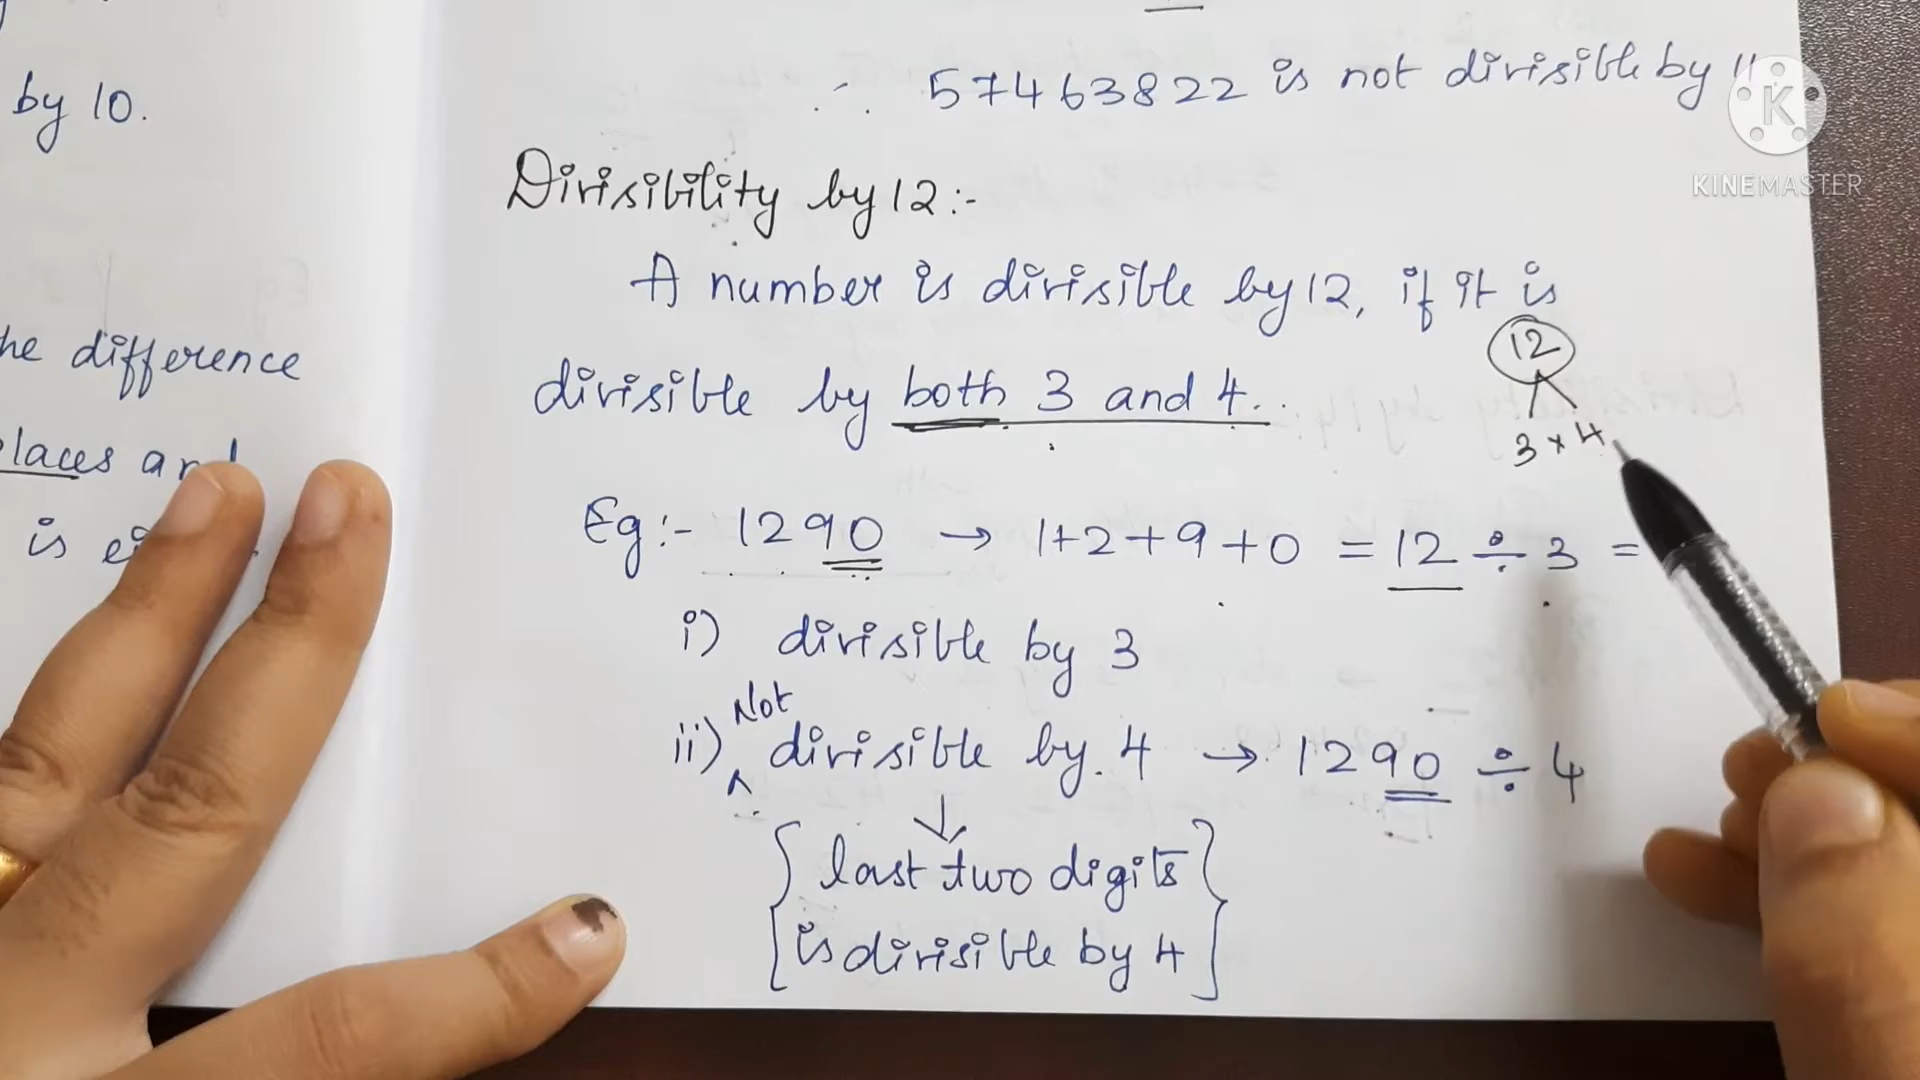 by 10.
he difference
laces and
is e
∴ 57463822 is not divisible by 11
Divisibility by 12 :-
A number is divisible by 12, if it is
divisible by both 3 and 4.
12
3 × 4
Eg :- 1290 → 1+2+9+0 = 12 ÷ 3 =
i) divisible by 3
Not
ii) divisible by 4 → 1290 ÷ 4
↓
{ last two digits }
is divisible by 4
K
KINEMASTER